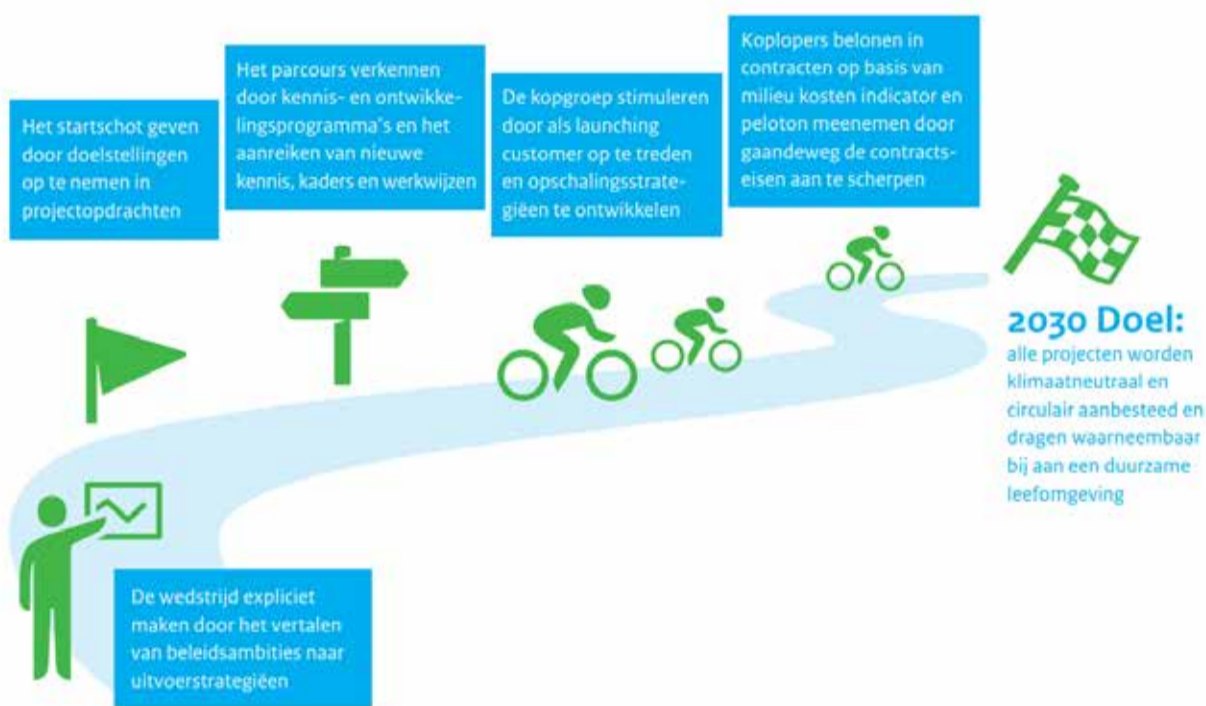 Het startschot geven
door doelstellingen
op te nemen in
projectopdrachten
Het parcours verkennen
door kennis- en ontwikke-
lingsprogramma's en het
aanreiken van nieuwe
kennis, kaders en werkwijzen
De kopgroep stimuleren
door als launching
customer op te treden
en opschalingsstrate-
giëen te ontwikkelen
Koplopers belonen in
contracten op basis van
milieu kosten indicator en
peloton meenemen door
gaandeweg de contracts-
eisen aan te scherpen
2030 Doel:
alle projecten worden
klimaatneutraal en
circulair aanbesteed en
dragen waarneembaar
bij aan een duurzame
leefomgeving
De wedstrijd expliciet
maken door het vertalen
van beleidsambities naar
uitvoerstrategiëen